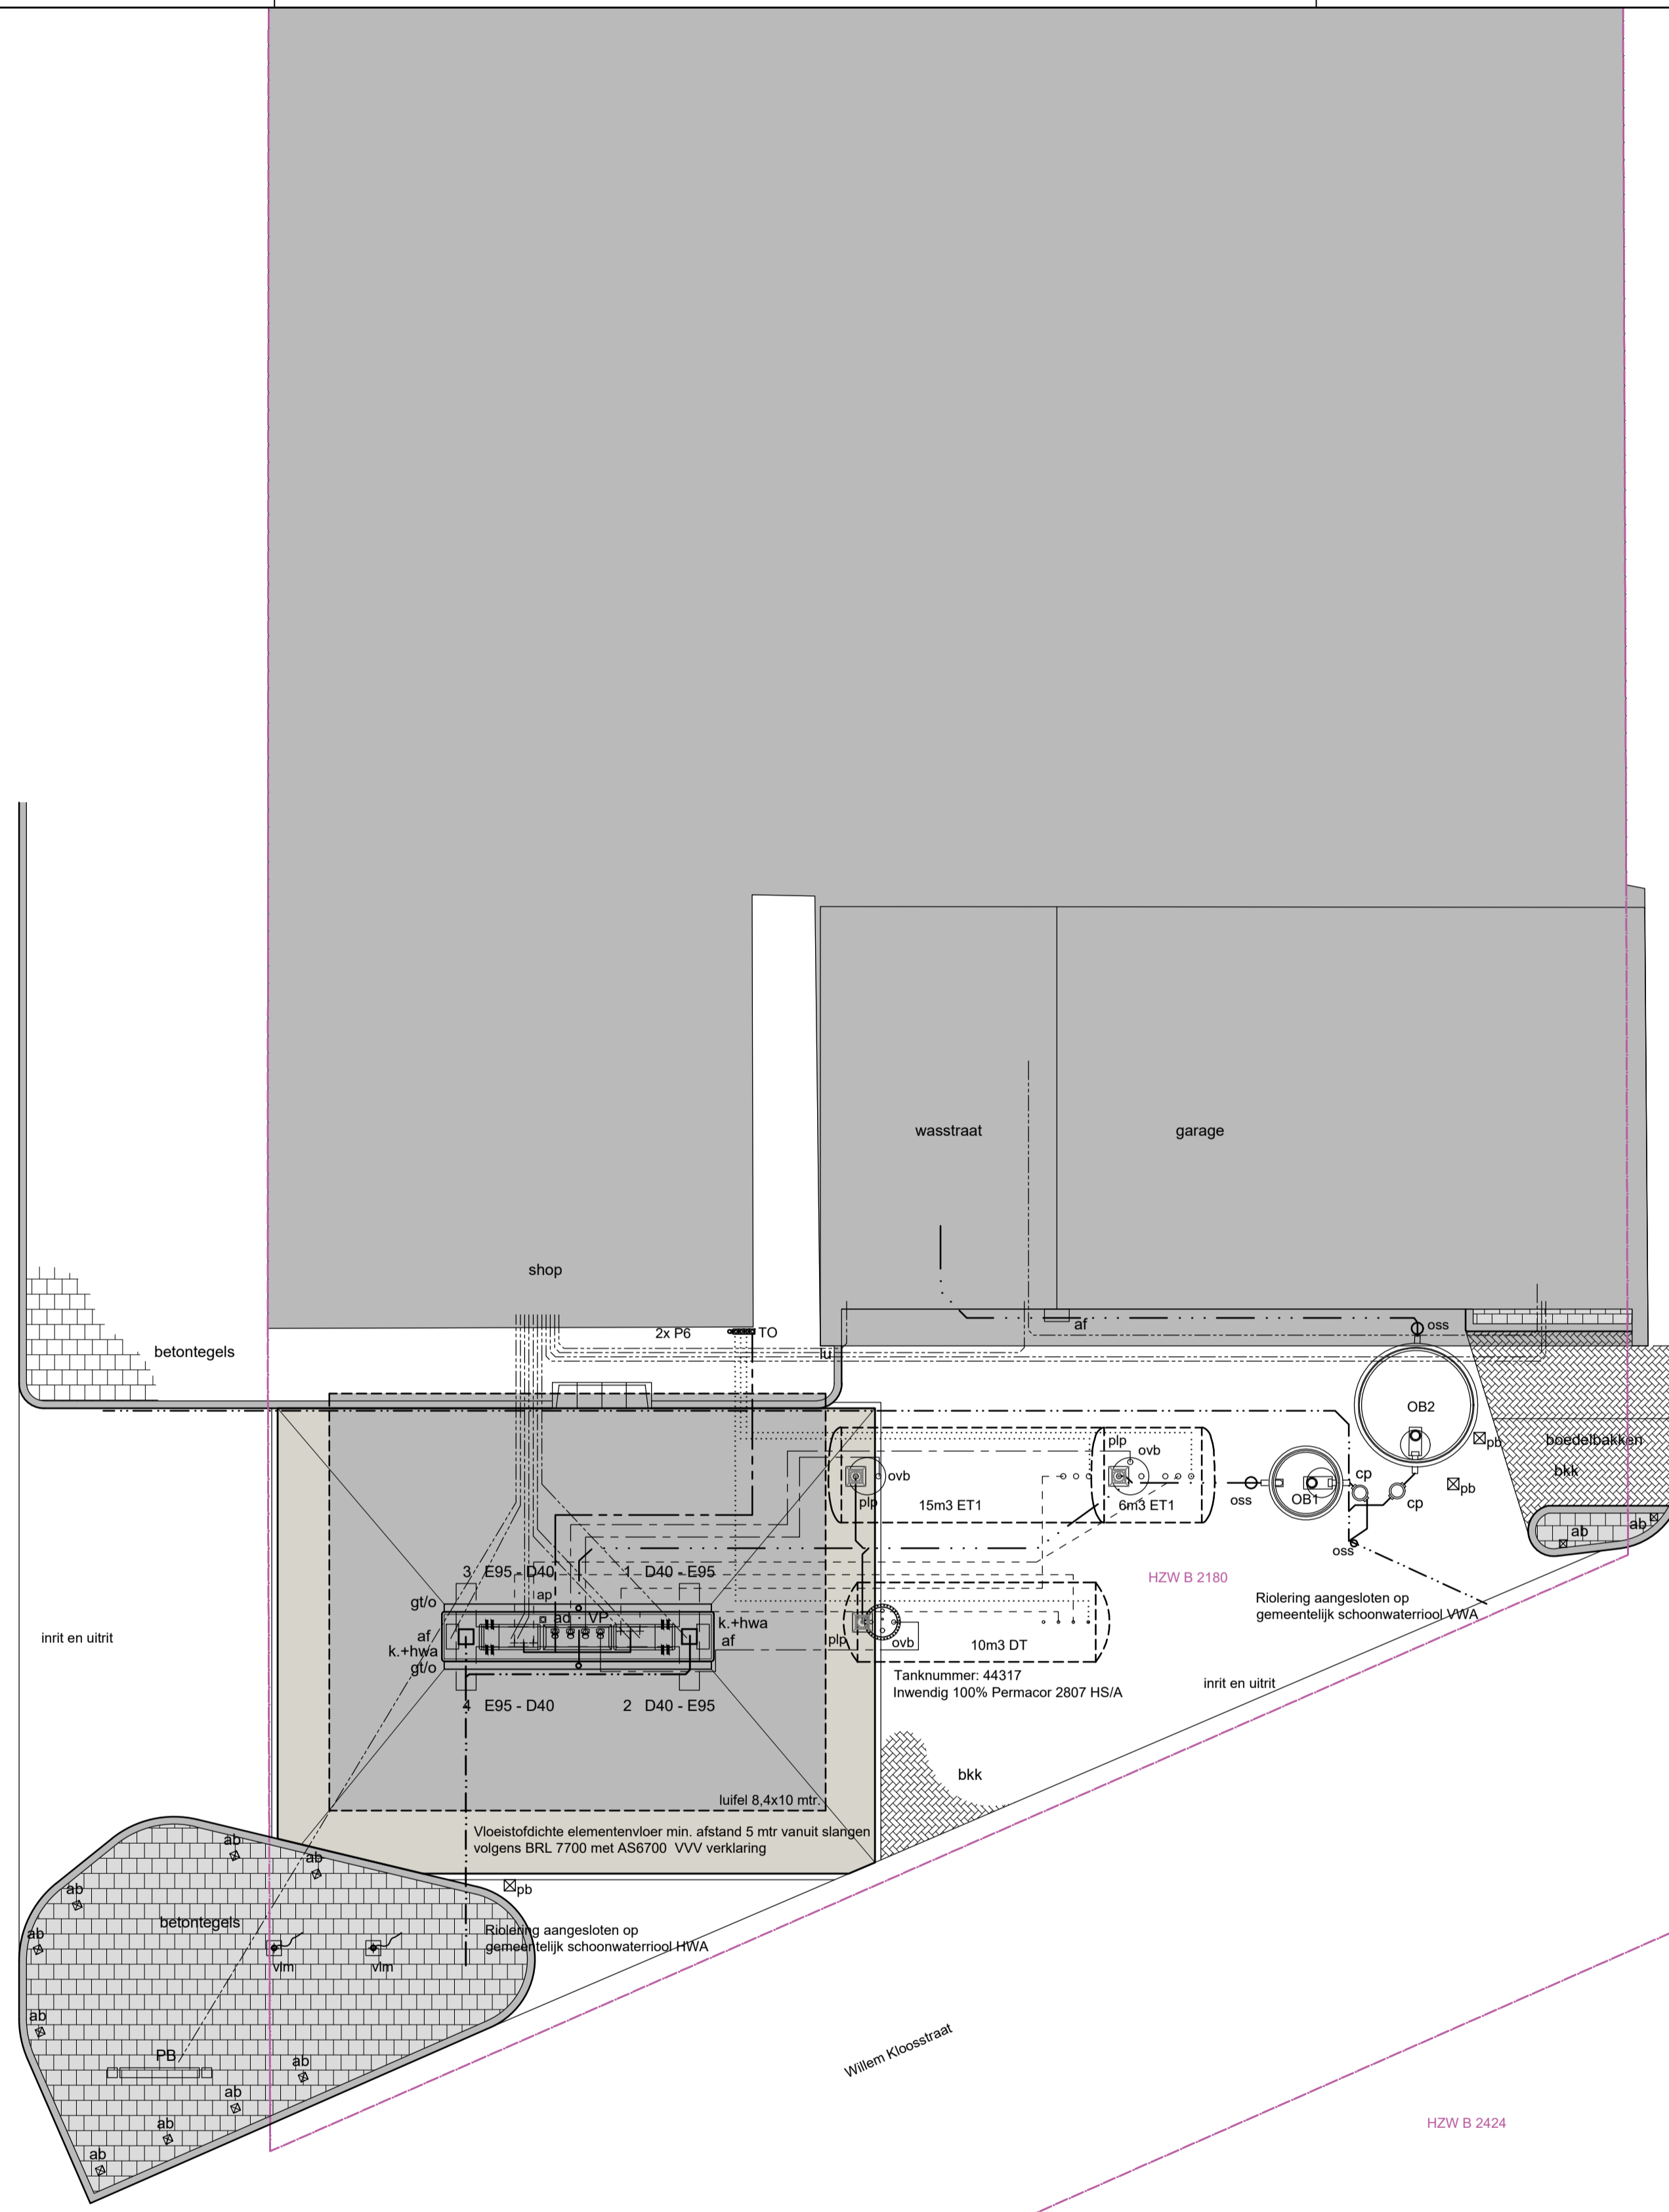 wasstraat
garage
shop
2x P6
TO
af
oss
betontegels
lu
OB2
pb
boedelbakken
bkk
plp
ovb
ovb
plp
15m3 ET1
6m3 ET1
oss
OB1
cp
cp
pb
ab
ab
oss
3 E95 - D40
1 D40 - E95
HZW B 2180
gt/o
ap
ad
VP
k.+hwa
af
af
k.+hwa
gt/o
plp
ovb
10m3 DT
Riolering aangesloten op
gemeentelijk schoonwaterriool VWA
inrit en uitrit
Tanknummer: 44317
Inwendig 100% Permacor 2807 HS/A
inrit en uitrit
4 E95 - D40
2 D40 - E95
bkk
luifel 8,4x10 mtr.
Vloeistofdichte elementenvloer min. afstand 5 mtr vanuit slangen
volgens BRL 7700 met AS6700 VVV verklaring
ab
ab
ab
pb
betontegels
ab
Riolering aangesloten op
gemeentelijk schoonwaterriool HWA
vlm
vlm
ab
PB
ab
ab
ab
ab
Willem Kloosstraat
HZW B 2424